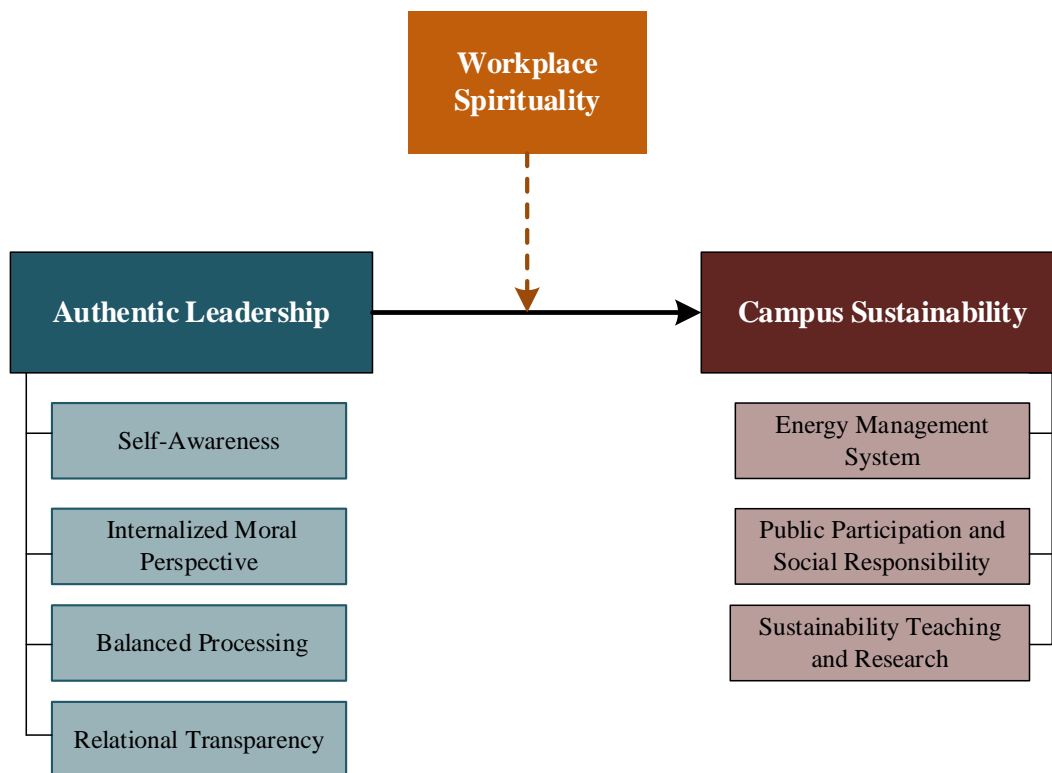 Workplace
Spirituality
Authentic Leadership
Campus Sustainability
Self-Awareness
Internalized Moral
Perspective
Balanced Processing
Relational Transparency
Energy Management
System
Public Participation and
Social Responsibility
Sustainability Teaching
and Research